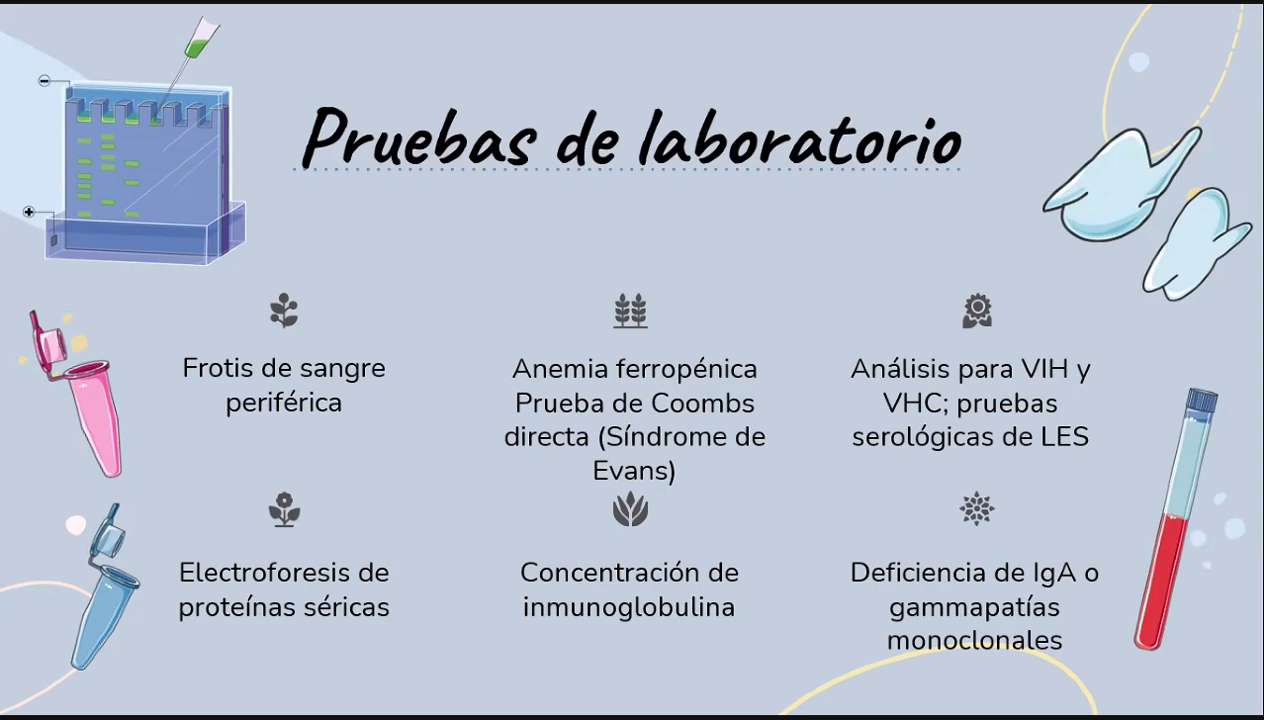 Pruebas de laboratorio
Frotis de sangre
periférica
Anemia ferropénica
Prueba de Coombs
directa (Síndrome de
Evans)
Análisis para VIH y
VHC; pruebas
serológicas de LES
Electroforesis de
proteínas séricas
Concentración de
inmunoglobulina
Deficiencia de IgA o
gammapatías
monoclonales